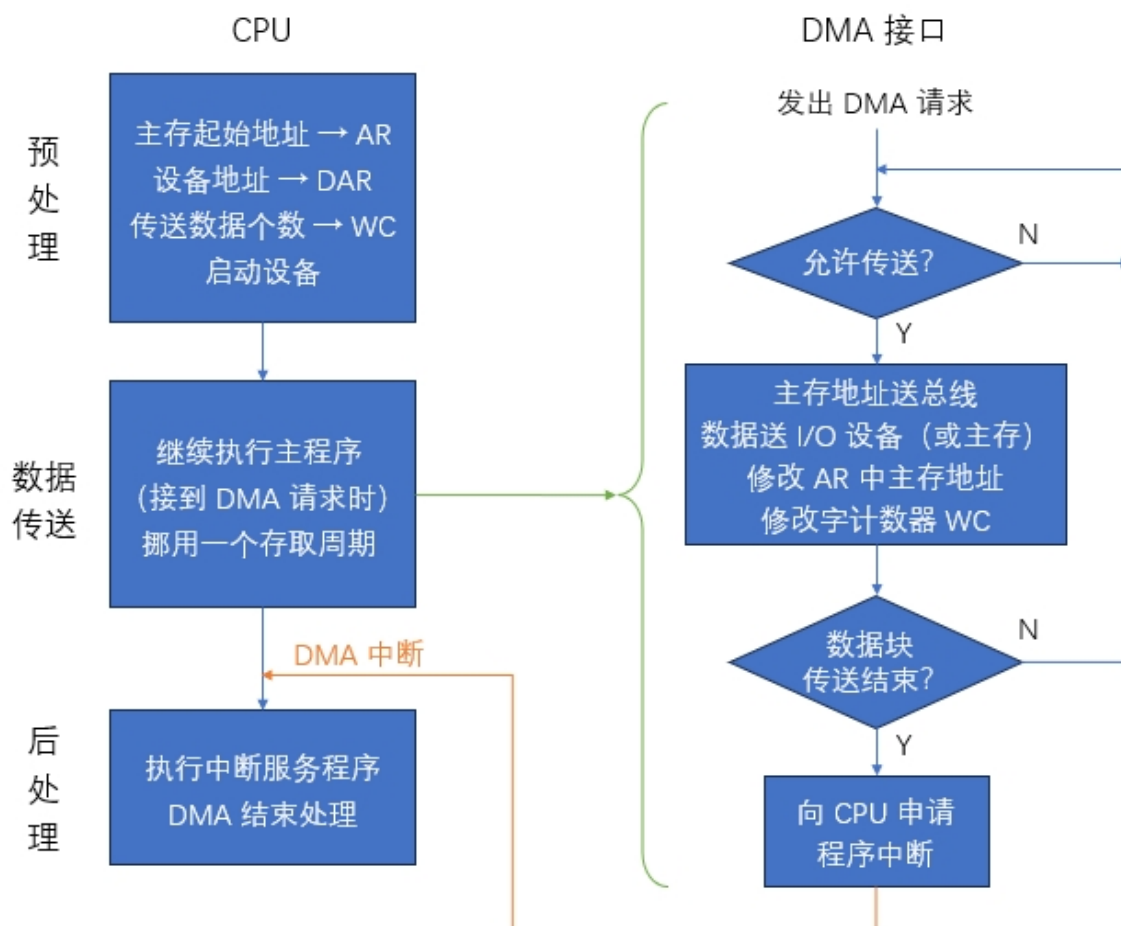 CPU
DMA 接口
预
处
理
主存起始地址 → AR
设备地址 → DAR
传送数据个数 → WC
启动设备
数据
传送
继续执行主程序
（接到 DMA 请求时）
挪用一个存取周期
DMA 中断
后
处
理
执行中断服务程序
DMA 结束处理
发出 DMA 请求
允许传送？
N
Y
主存地址送总线
数据送 I/O 设备（或主存）
修改 AR 中主存地址
修改字计数器 WC
数据块
传送结束？
N
Y
向 CPU 申请
程序中断